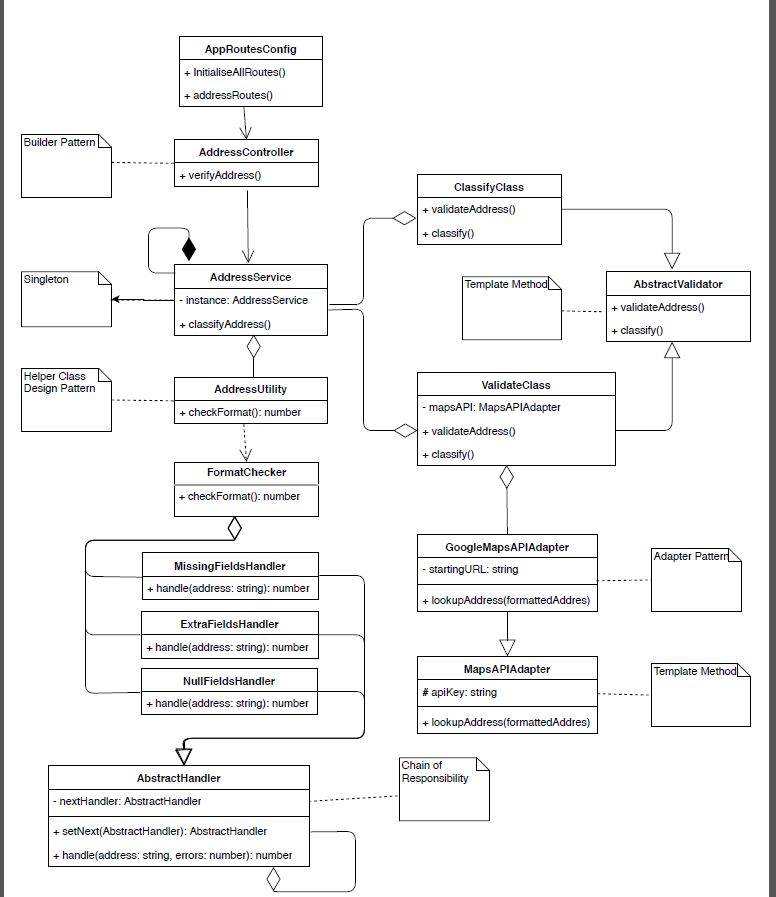 AppRoutesConfig
+ InitialiseAllRoutes()
+ addressRoutes()
Builder Pattern
AddressController
+ verifyAddress()
ClassifyClass
+ validateAddress()
+ classify()
Singleton
AddressService
- instance: AddressService
+ classifyAddress()
Template Method
AbstractValidator
+ validateAddress()
+ classify()
Helper Class
Design Pattern
AddressUtility
+ checkFormat(): number
ValidateClass
- mapsAPI: MapsAPIAdapter
+ validateAddress()
+ classify()
FormatChecker
+ checkFormat(): number
MissingFieldsHandler
+ handle(address: string): number
ExtraFieldsHandler
+ handle(address: string): number
NullFieldsHandler
+ handle(address: string): number
GoogleMapsAPIAdapter
- startingURL: string
+ lookupAddress(formattedAddres)
Adapter Pattern
MapsAPIAdapter
# apiKey: string
+ lookupAddress(formattedAddres)
Template Method
AbstractHandler
- nextHandler: AbstractHandler
+ setNext(AbstractHandler): AbstractHandler
+ handle(address: string, errors: number): number
Chain of
Responsibility